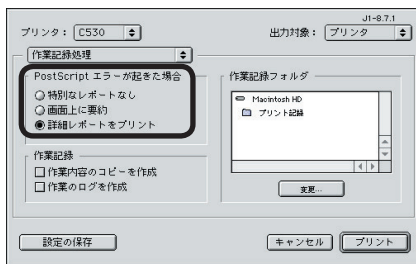 J1-8.7.1
プリンタ： C530
出力対象： プリンタ
作業記録処理
PostScript エラーが起きた場合
特別なレポートなし
画面上に要約
詳細レポートをプリント
作業記録
作業内容のコピーを作成
作業のログを作成
作業記録フォルダ
Macintosh HD
プリント記録
変更...
設定の保存
キャンセル
プリント